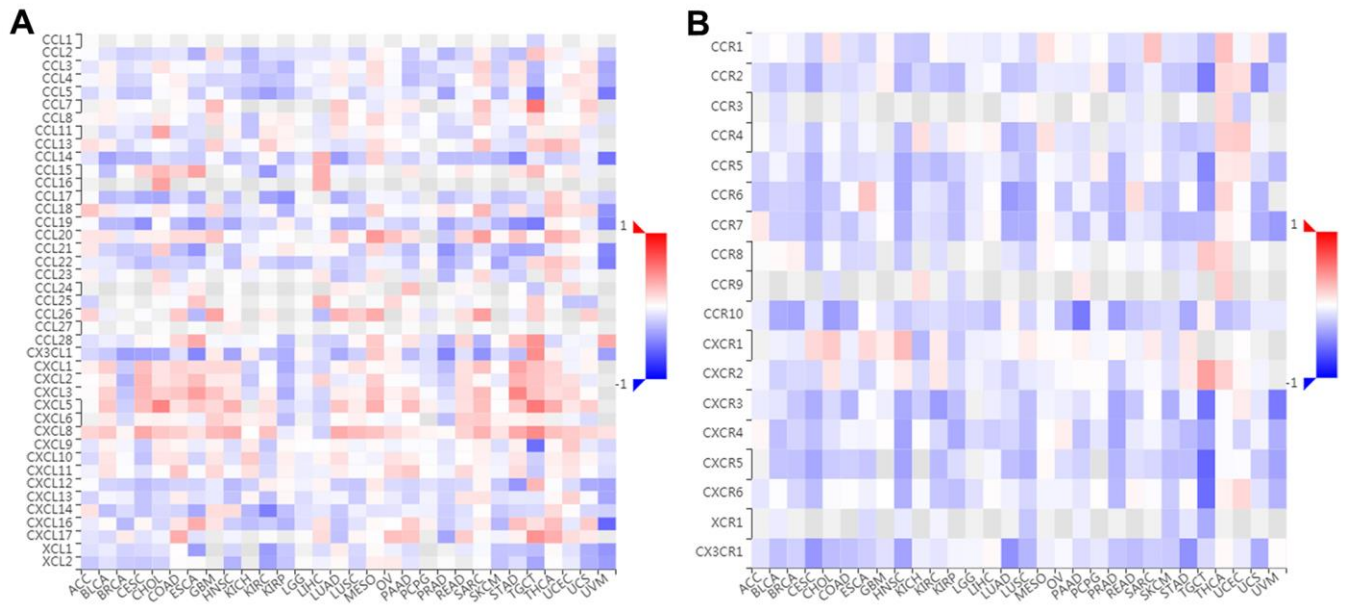 A
CCL1
CCL2
CCL3
CCL4
CCL5
CCL7
CCL8
CCL11
CCL13
CCL14
CCL15
CCL16
CCL17
CCL18
CCL19
CCL20
CCL21
CCL22
CCL23
CCL24
CCL25
CCL26
CCL27
CCL28
CX3CL1
CXCL1
CXCL2
CXCL3
CXCL5
CXCL6
CXCL8
CXCL9
CXCL10
CXCL11
CXCL12
CXCL13
CXCL14
CXCL16
CXCL17
XCL1
XCL2
ACC BLCA BRCA CESC CHOL COAD ESCA GBM HNSC KICH KIRC KIRP LGG LIHC LUAD LUSC MESO OV PAAD PCPG PRAD READ SARC SKCM STAD TGCT THCA UCEC UCS UVM
1
-1
B
CCR1
CCR2
CCR3
CCR4
CCR5
CCR6
CCR7
CCR8
CCR9
CCR10
CXCR1
CXCR2
CXCR3
CXCR4
CXCR5
CXCR6
XCR1
CX3CR1
ACC BLCA BRCA CESC CHOL COAD ESCA GBM HNSC KICH KIRC KIRP LGG LIHC LUAD LUSC MESO OV PAAD PCPG PRAD READ SARC SKCM STAD TGCT THCA UCEC UCS UVM
1
-1